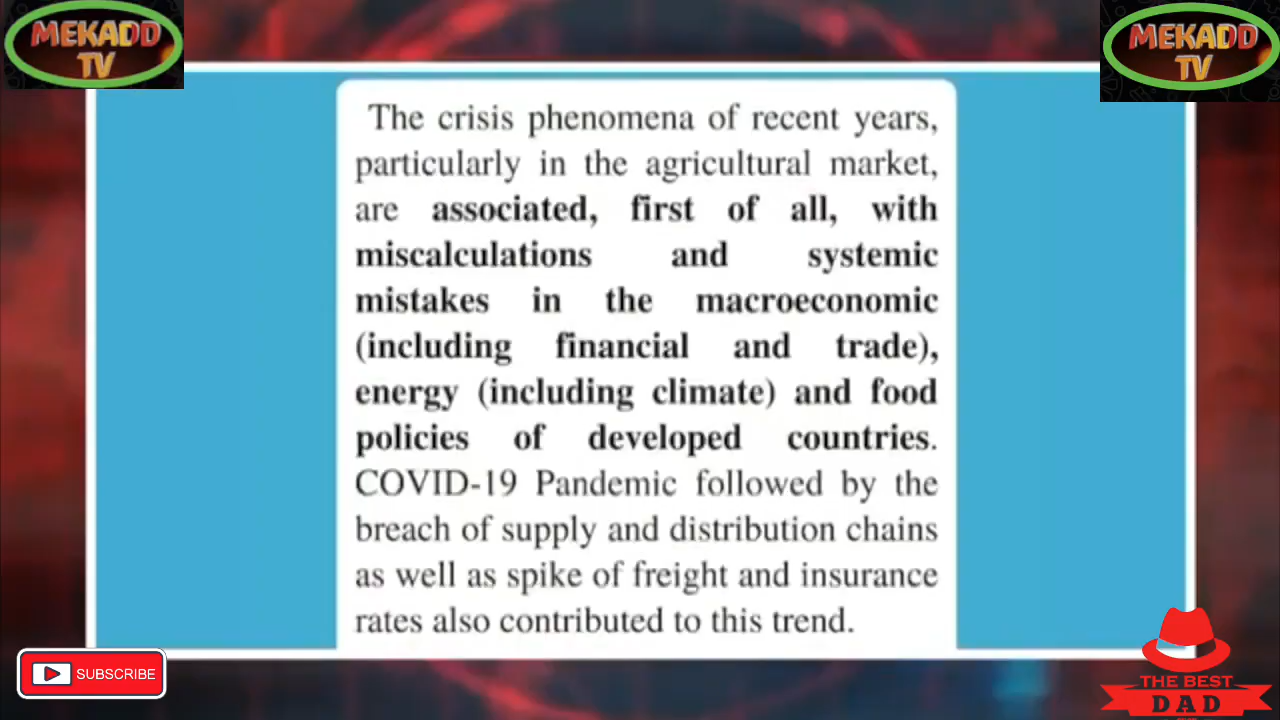 MEKADD
TV
MEKADD
TV
The crisis phenomena of recent years,
particularly in the agricultural market,
are associated, first of all, with
miscalculations and systemic
mistakes in the macroeconomic
(including financial and trade),
energy (including climate) and food
policies of developed countries.
COVID-19 Pandemic followed by the
breach of supply and distribution chains
as well as spike of freight and insurance
rates also contributed to this trend.
SUBSCRIBE
THE BEST
DAD